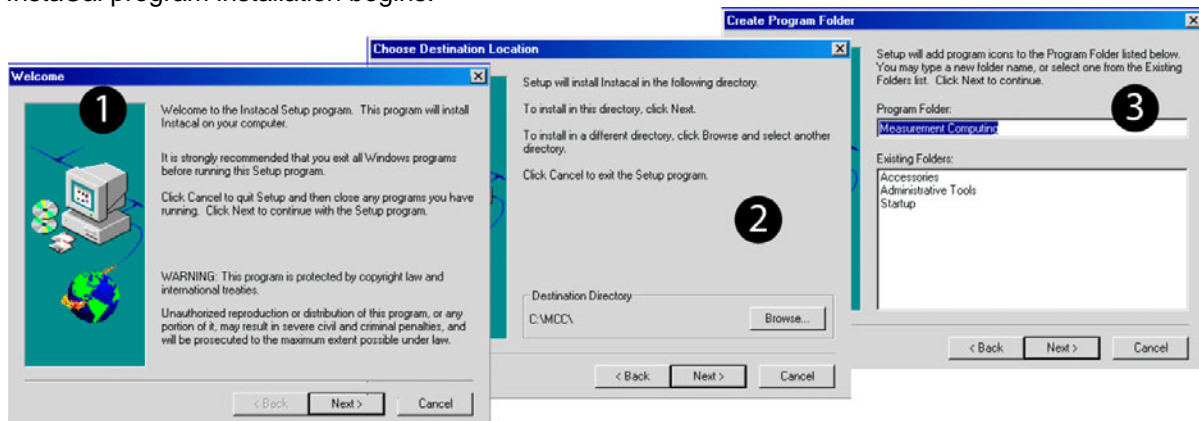 InstaCal program installation begins.
Welcome
1
Welcome to the Instacal Setup program. This program will install
Instacal on your computer.
It is strongly recommended that you exit all Windows programs
before running this Setup program.
Click Cancel to quit Setup and then close any programs you have
running. Click Next to continue with the Setup program.
WARNING: This program is protected by copyright law and
international treaties.
Unauthorized reproduction or distribution of this program, or any
portion of it, may result in severe civil and criminal penalties, and
will be prosecuted to the maximum extent possible under law.
< Back
Next >
Cancel
Choose Destination Location
Setup will install Instacal in the following directory.
To install in this directory, click Next.
To install in a different directory, click Browse and select another
directory.
Click Cancel to exit the Setup program.
2
Destination Directory
C:\MCC\
Browse...
< Back
Next >
Cancel
Create Program Folder
Setup will add program icons to the Program Folder listed below.
You may type a new folder name, or select one from the Existing
Folders list. Click Next to continue.
3
Program Folder:
Measurement Computing
Existing Folders:
Accessories
Administrative Tools
Startup
< Back
Next >
Cancel